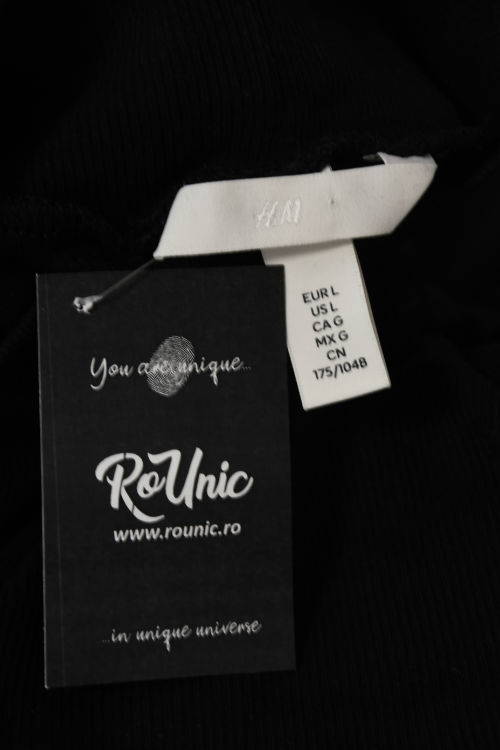 H&M
EUR L
US L
CA G
MX G
CN
175/104B
You are unique...
RoUnic
www.rounic.ro
...in unique universe